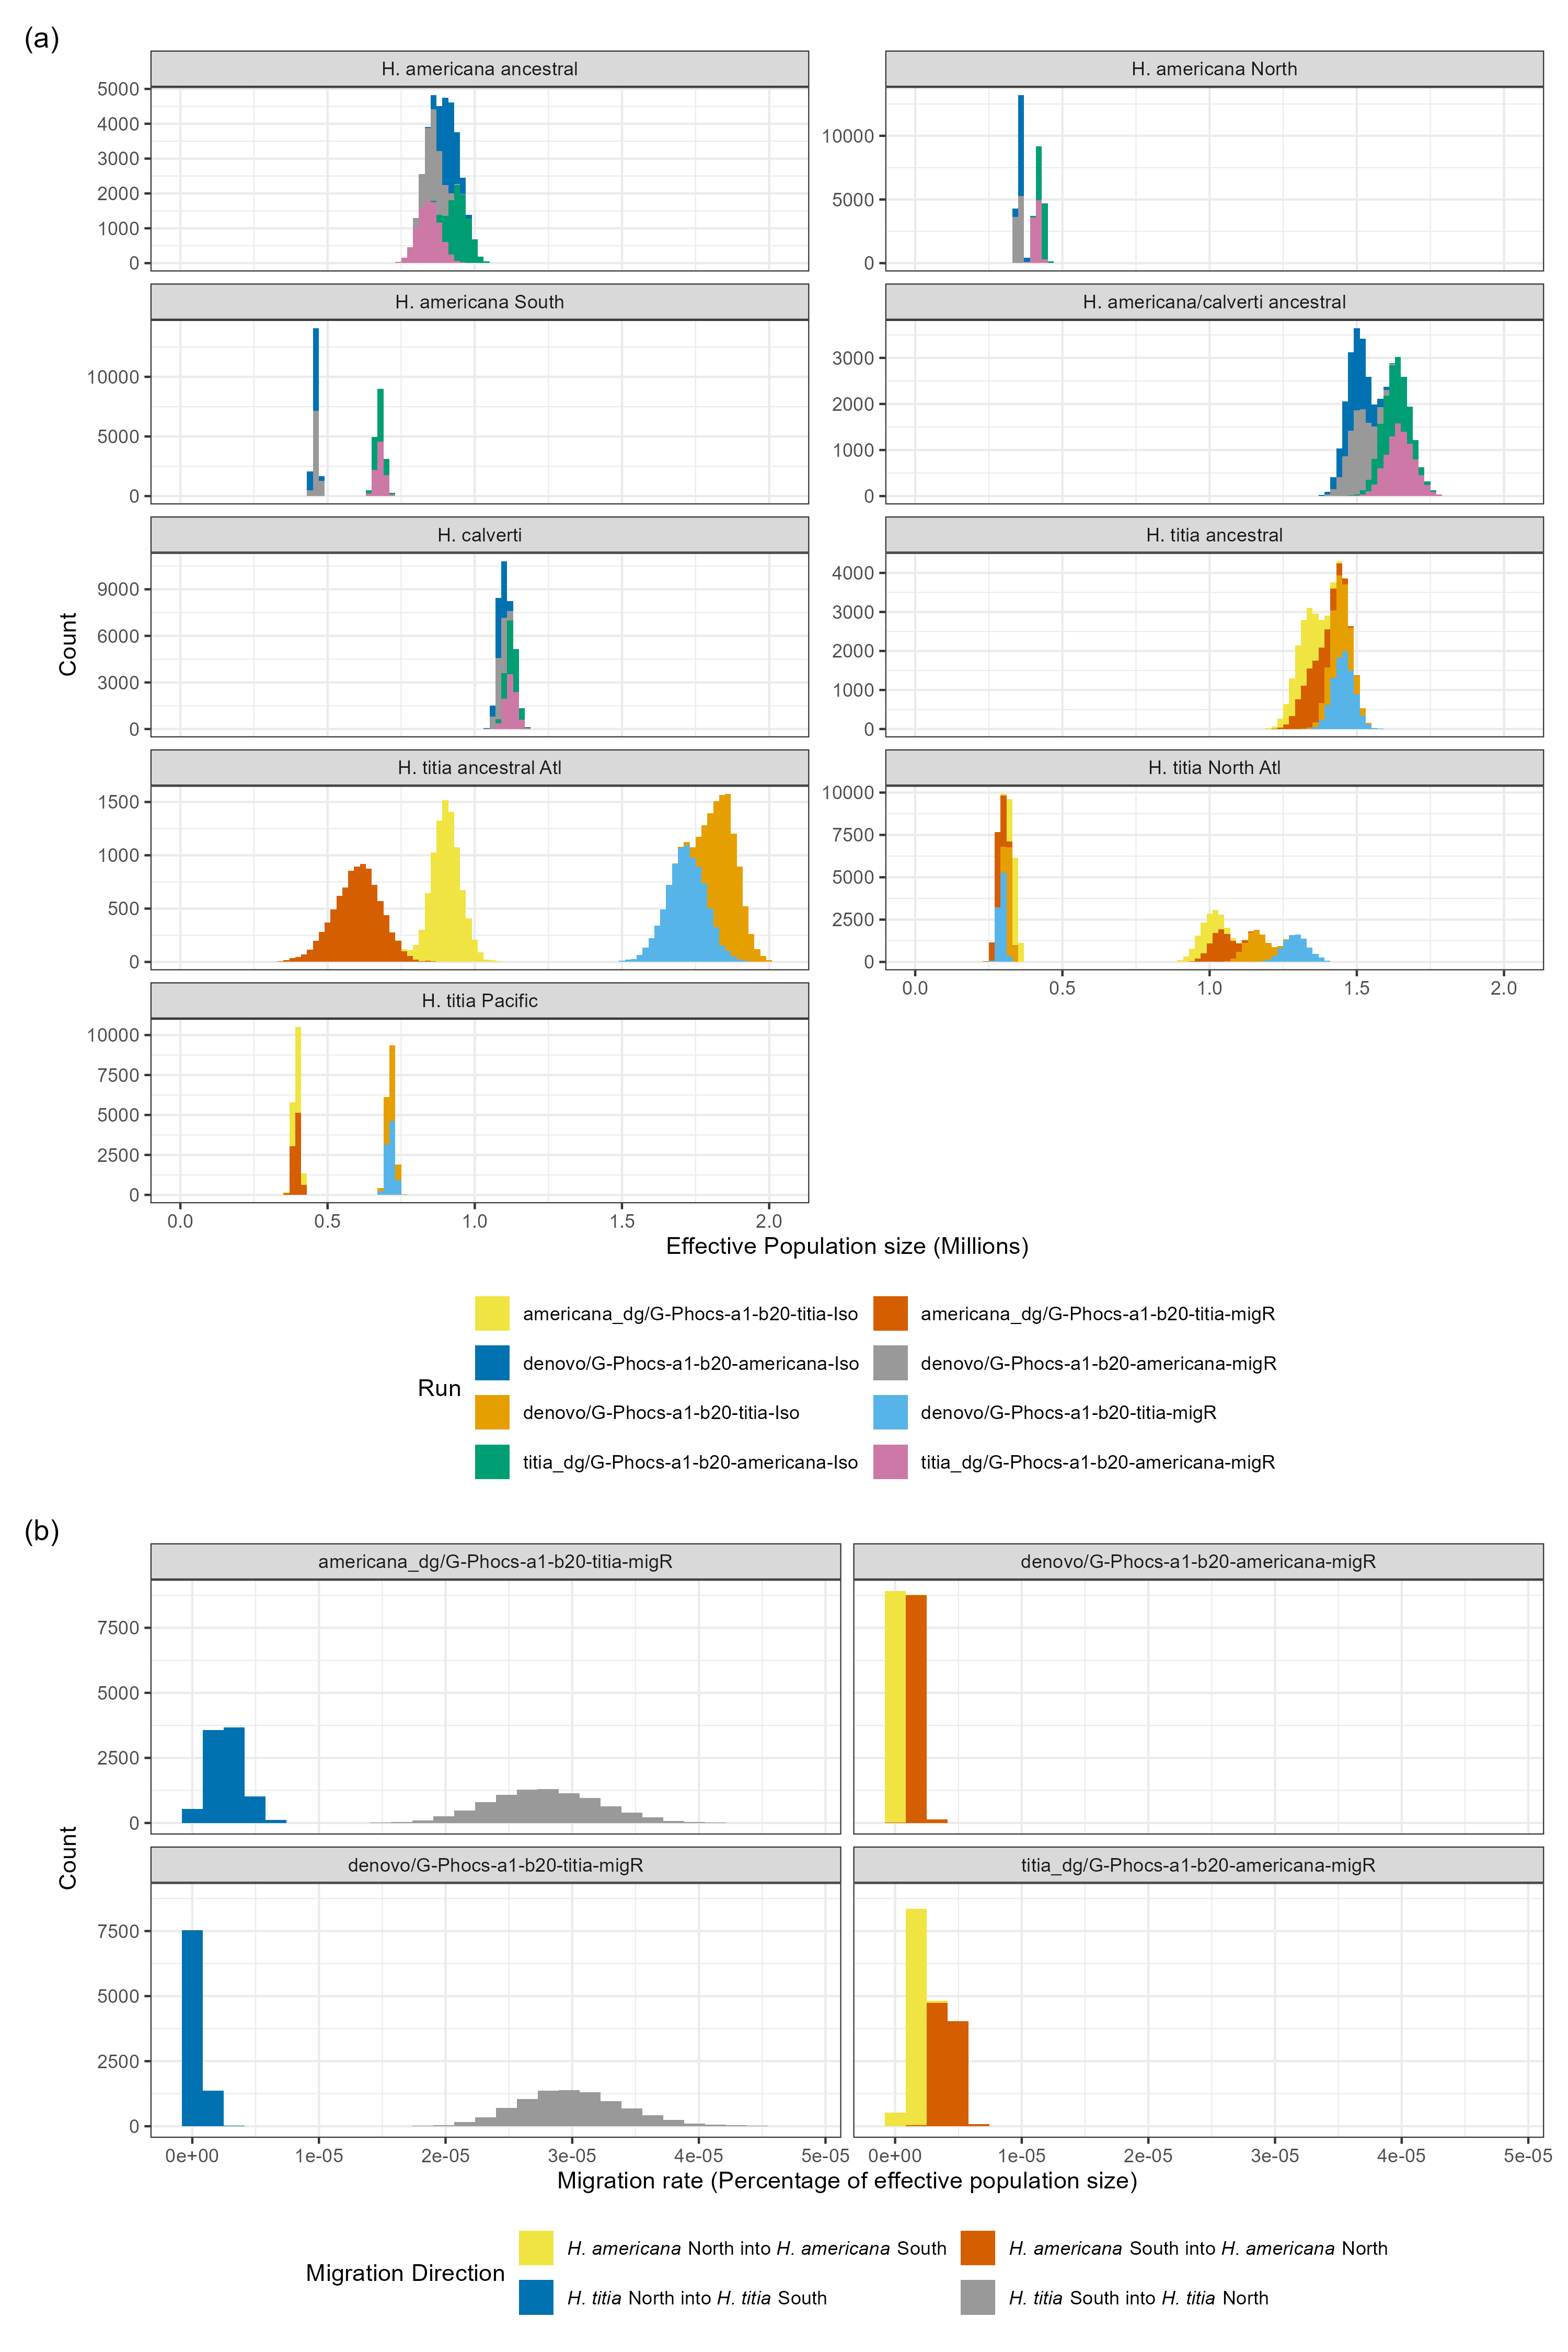 (a)
H. americana ancestral
H. americana North
5000
4000
3000
2000
1000
0
10000
5000
0
H. americana South
H. americana/calverti ancestral
10000
5000
0
3000
2000
1000
0
H. calverti
H. titia ancestral
9000
6000
3000
0
4000
3000
2000
1000
0
Count
H. titia ancestral Atl
H. titia North Atl
1500
1000
500
0
10000
7500
5000
2500
0
0.0 0.5 1.0 1.5 2.0
H. titia Pacific
10000
7500
5000
2500
0
0.0 0.5 1.0 1.5 2.0
Effective Population size (Millions)
Run
americana_dg/G-Phocs-a1-b20-titia-Iso
americana_dg/G-Phocs-a1-b20-titia-migR
denovo/G-Phocs-a1-b20-americana-Iso
denovo/G-Phocs-a1-b20-americana-migR
denovo/G-Phocs-a1-b20-titia-Iso
denovo/G-Phocs-a1-b20-titia-migR
titia_dg/G-Phocs-a1-b20-americana-Iso
titia_dg/G-Phocs-a1-b20-americana-migR
(b)
americana_dg/G-Phocs-a1-b20-titia-migR
denovo/G-Phocs-a1-b20-americana-migR
7500
5000
2500
0
Count
denovo/G-Phocs-a1-b20-titia-migR
titia_dg/G-Phocs-a1-b20-americana-migR
7500
5000
2500
0
0e+00 1e-05 2e-05 3e-05 4e-05 5e-05
0e+00 1e-05 2e-05 3e-05 4e-05 5e-05
Migration rate (Percentage of effective population size)
Migration Direction
H. americana North into H. americana South
H. americana South into H. americana North
H. titia North into H. titia South
H. titia South into H. titia North